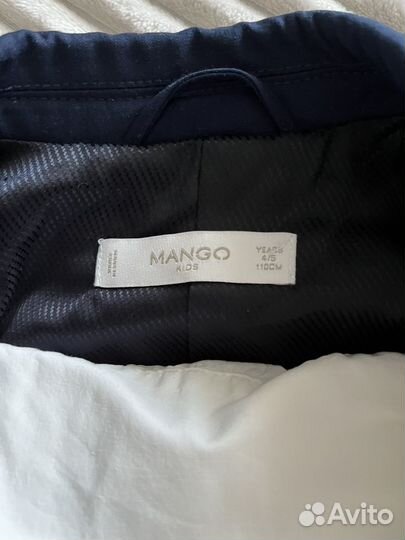 MANGO
KIDS
YEARS
4/5
110CM
Avito